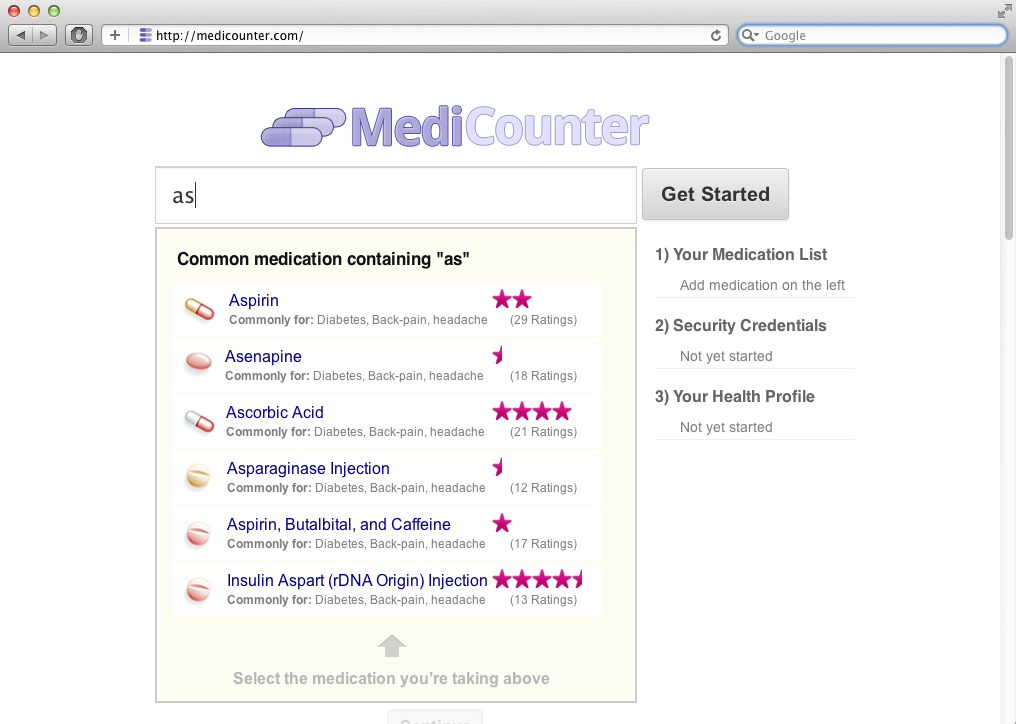 http://medicounter.com/
Google
MediCounter
as
Get Started
Common medication containing "as"
Aspirin
Commonly for: Diabetes, Back-pain, headache (29 Ratings)
Asenapine
Commonly for: Diabetes, Back-pain, headache (18 Ratings)
Ascorbic Acid
Commonly for: Diabetes, Back-pain, headache (21 Ratings)
Asparaginase Injection
Commonly for: Diabetes, Back-pain, headache (12 Ratings)
Aspirin, Butalbital, and Caffeine
Commonly for: Diabetes, Back-pain, headache (17 Ratings)
Insulin Aspart (rDNA Origin) Injection
Commonly for: Diabetes, Back-pain, headache (13 Ratings)
Select the medication you're taking above
Continue
1) Your Medication List
Add medication on the left
2) Security Credentials
Not yet started
3) Your Health Profile
Not yet started